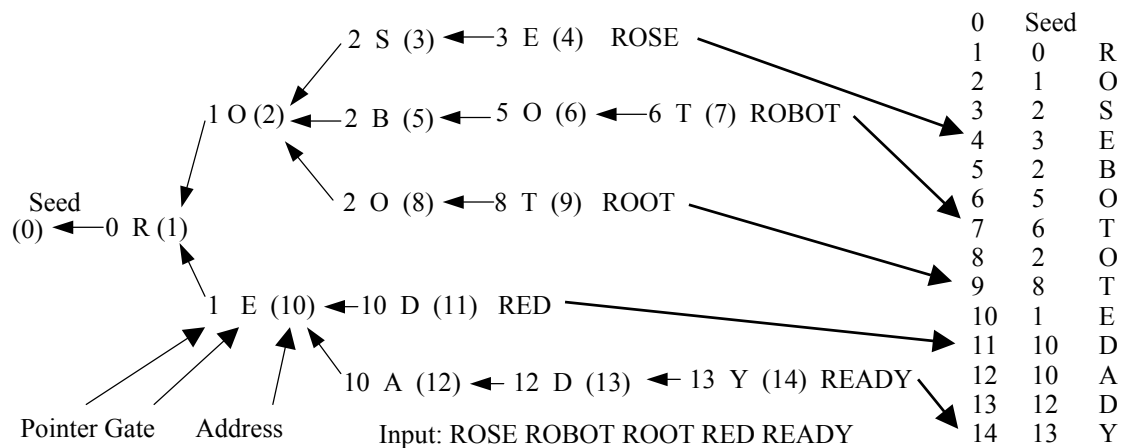 2 S (3) 3 E (4) ROSE
1 O (2) 2 B (5) 5 O (6) 6 T (7) ROBOT
2 O (8) 8 T (9) ROOT
Seed
(0) 0 R (1)
1 E (10) 10 D (11) RED
10 A (12) 12 D (13) 13 Y (14) READY
Pointer Gate Address
Input: ROSE ROBOT ROOT RED READY
0 Seed
1 0 R
2 1 O
3 2 S
4 3 E
5 2 B
6 5 O
7 6 T
8 2 O
9 8 T
10 1 E
11 10 D
12 10 A
13 12 D
14 13 Y